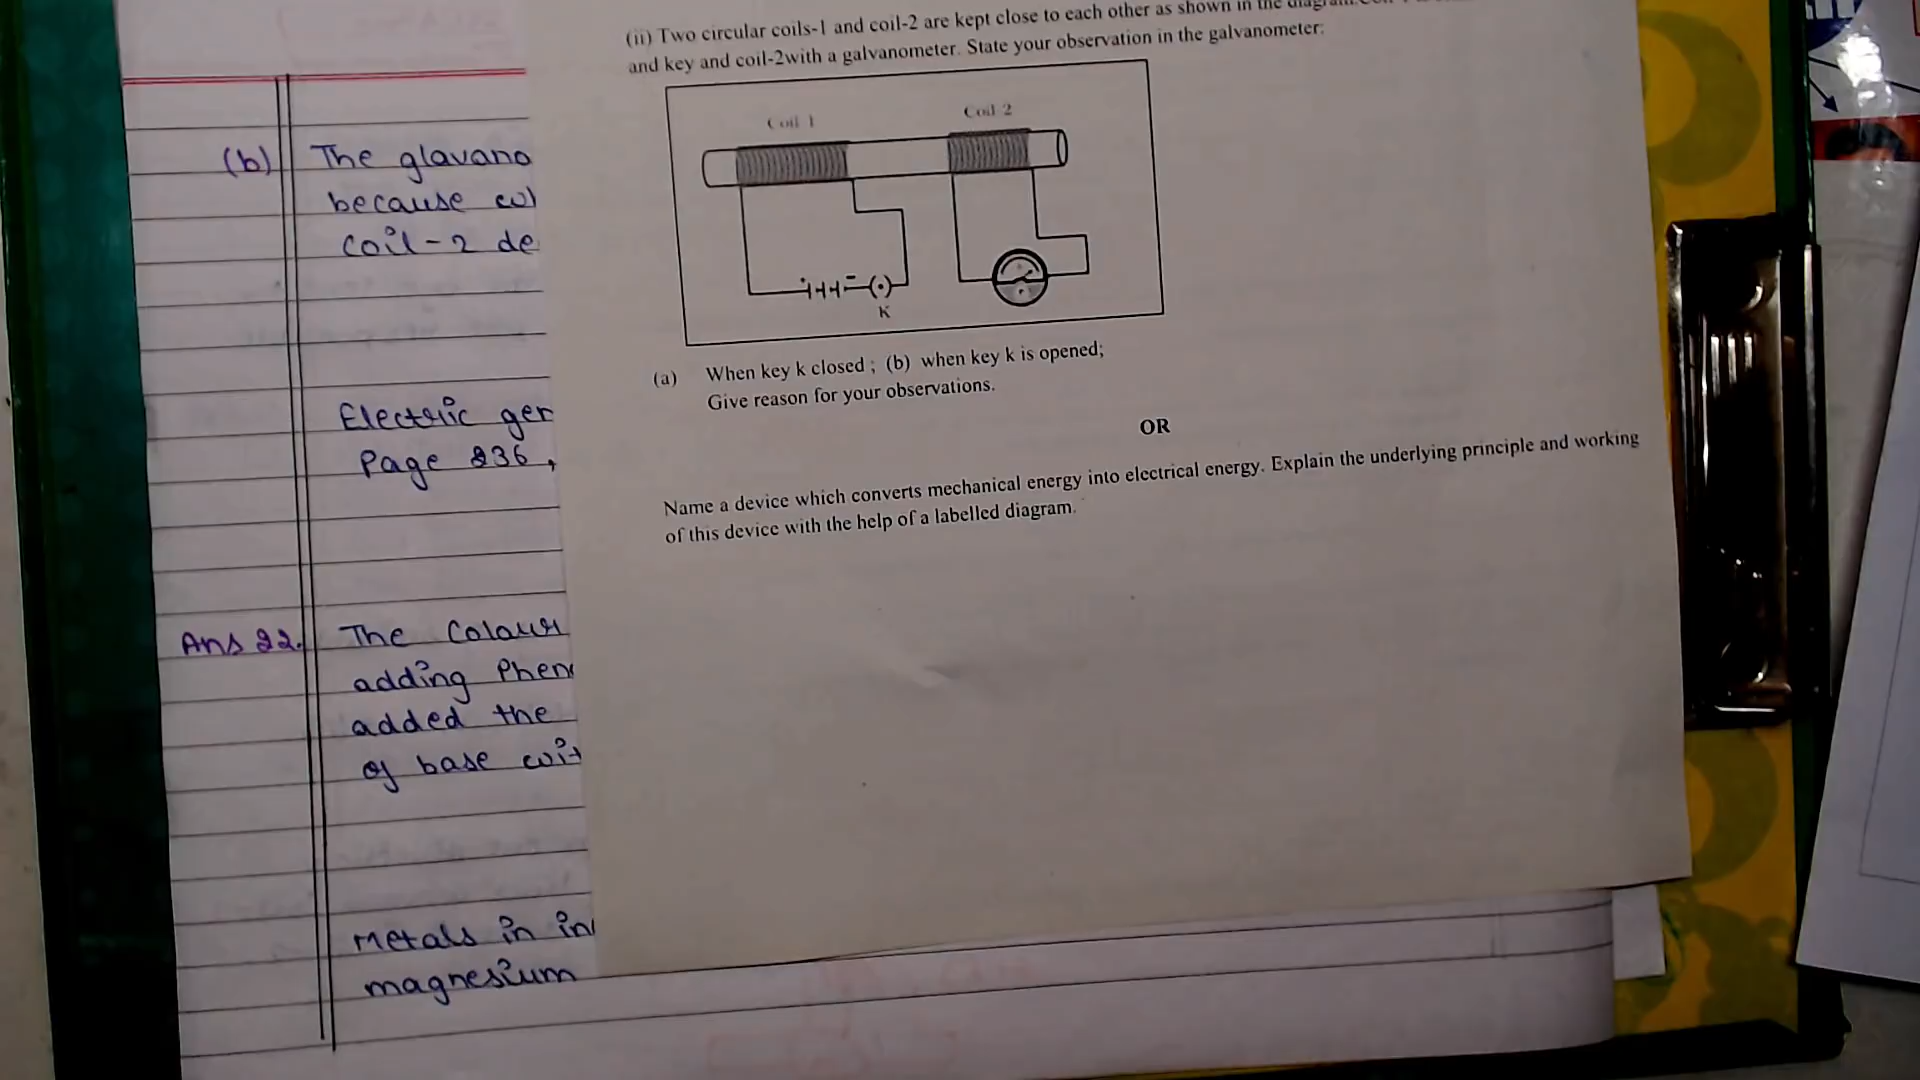 (ii) Two circular coils-1 and coil-2 are kept close to each other as shown in the
and key and coil-2with a galvanometer. State your observation in the galvanometer:
Coil 1
Coil 2
K
(a) When key k closed ; (b) when key k is opened;
Give reason for your observations.
OR
Name a device which converts mechanical energy into electrical energy. Explain the underlying principle and working
of this device with the help of a labelled diagram.
(b) The glavano
because
coil-2 de
Electric gen
Page 236,
Ans 22. The Colour
adding Pheno
added the
of base wit
Metals in in
magnesium